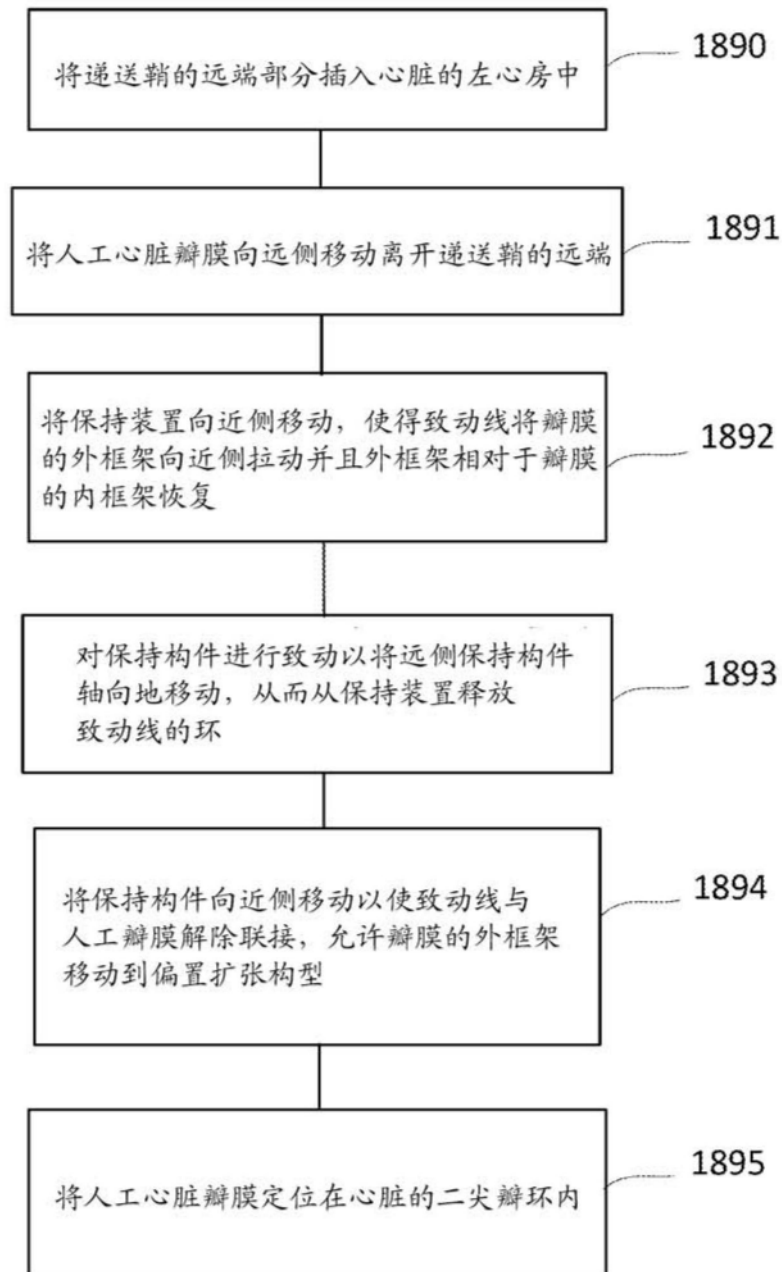 将递送鞘的远端部分插入心脏的左心房中
1890
将人工心脏瓣膜向远侧移动离开递送鞘的远端
1891
将保持装置向近侧移动，使得致动线将瓣膜
的外框架向近侧拉动并且外框架相对于瓣膜
的内框架恢复
1892
对保持构件进行致动以将远侧保持构件
轴向地移动，从而从保持装置释放
致动线的环
1893
将保持构件向近侧移动以使致动线与
人工瓣膜解除联接，允许瓣膜的外框架
移动到偏置扩张构型
1894
将人工心脏瓣膜定位在心脏的二尖瓣环内
1895